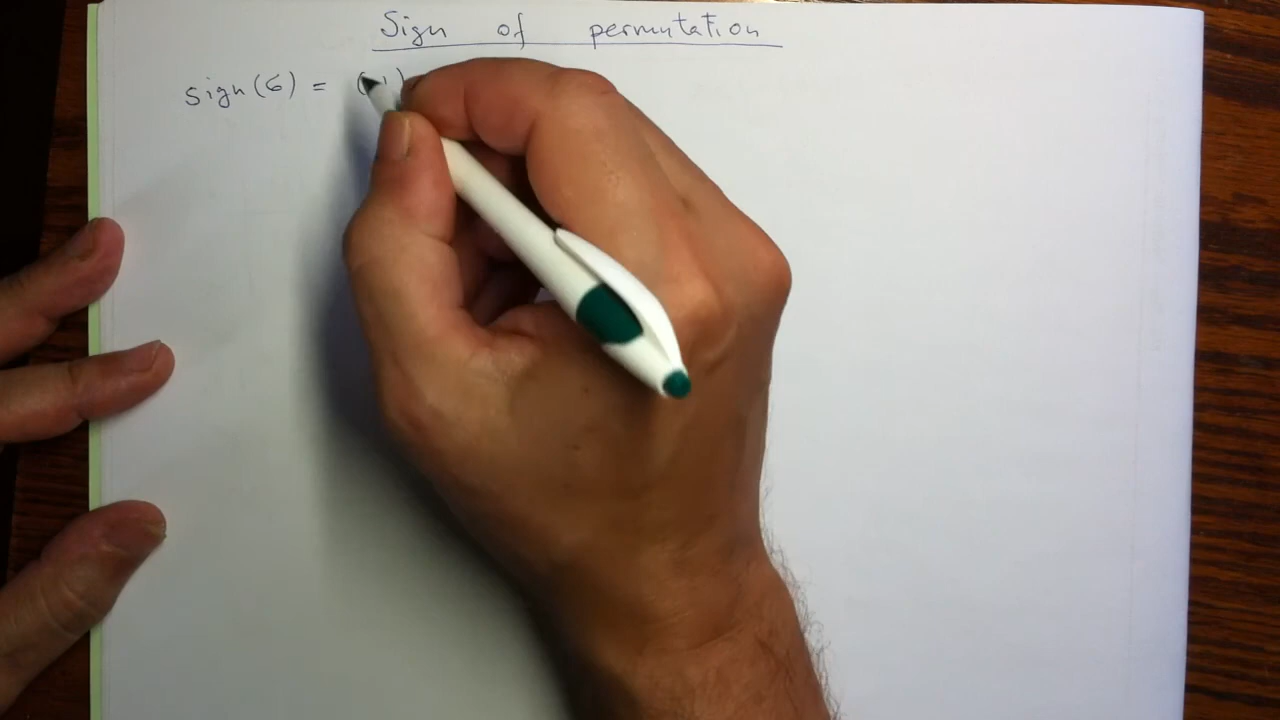 Sign of permutation
sign(σ) =